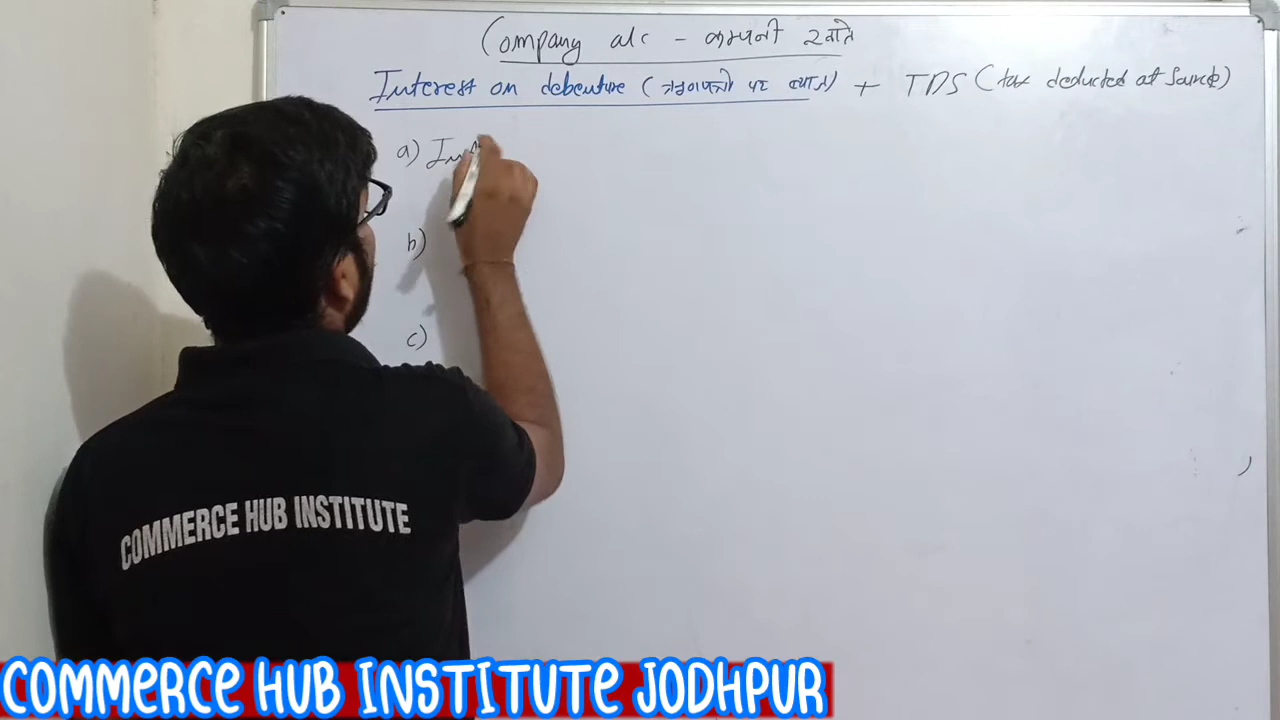 Company a/c - कम्पनी खाते
Interest on debenture (ऋणपत्रो पर ब्याज) + TDS (tax deducted at Source)
a) Int
b)
c)
COMMERCE HUB INSTITUTE
COMMERCE HUB INSTITUTE JODHPUR